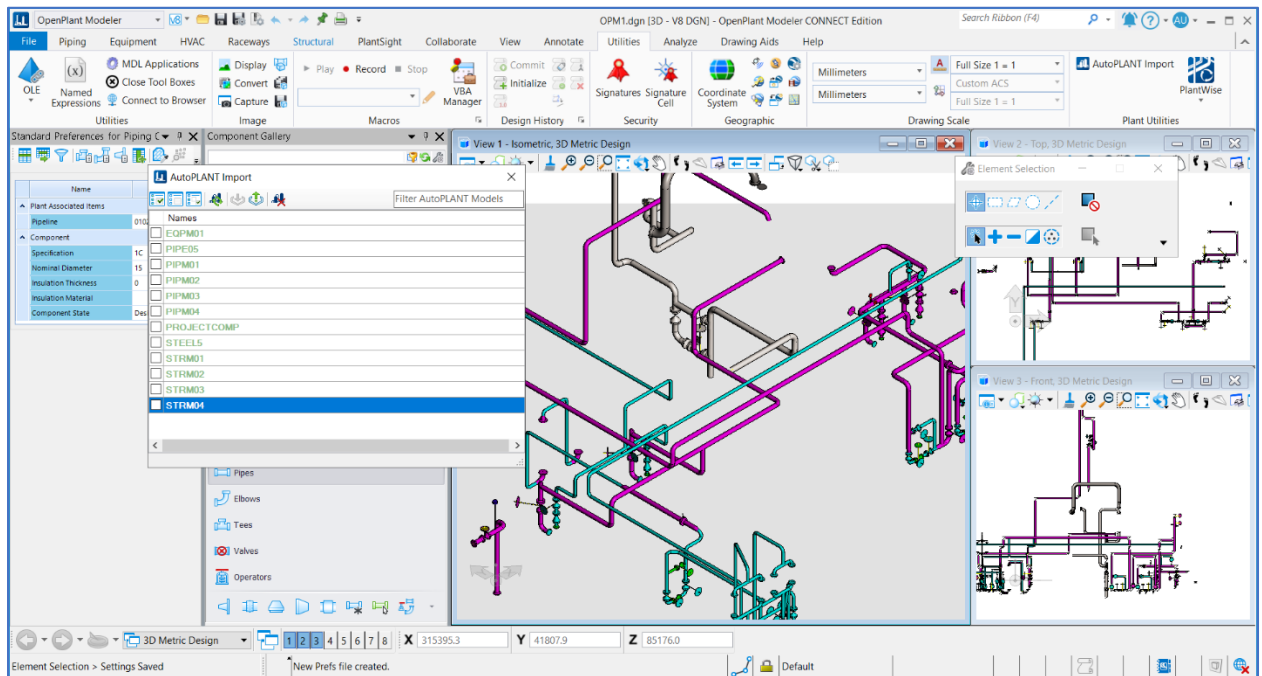 OpenPlant Modeler
OPM1.dgn [3D - V8 DGN] - OpenPlant Modeler CONNECT Edition
Search Ribbon (F4)
AU
File Piping Equipment HVAC Raceways Structural PlantSight Collaborate View Annotate Utilities Analyze Drawing Aids Help
OLE
Named Expressions
MDL Applications
Close Tool Boxes
Connect to Browser
Utilities
Display
Convert
Capture
Image
Play Record Stop
Macros
VBA Manager
Commit
Initialize
Design History
Signatures
Signature Cell
Security
Coordinate System
Geographic
Millimeters
Millimeters
Full Size 1 = 1
Custom ACS
Full Size 1 = 1
Drawing Scale
AutoPLANT Import
PlantWise
Plant Utilities
Standard Preferences for Piping C
Name
Plant Associated Items
Pipeline 0102
Component
Specification 1C
Nominal Diameter 15
Insulation Thickness 0
Insulation Material
Component State Des
Component Gallery
AutoPLANT Import
Filter AutoPLANT Models
Names
EQPM01
PIPE05
PIPM01
PIPM02
PIPM03
PIPM04
PROJECTCOMP
STEEL5
STRM01
STRM02
STRM03
STRM04
Pipes
Elbows
Tees
Valves
Operators
View 1 - Isometric, 3D Metric Design
View 2 - Top, 3D Metric Design
Element Selection
View 3 - Front, 3D Metric Design
3D Metric Design
1 2 3 4 5 6 7 8
X 315395.3
Y 41807.9
Z 85176.0
Element Selection > Settings Saved
New Prefs file created.
Default